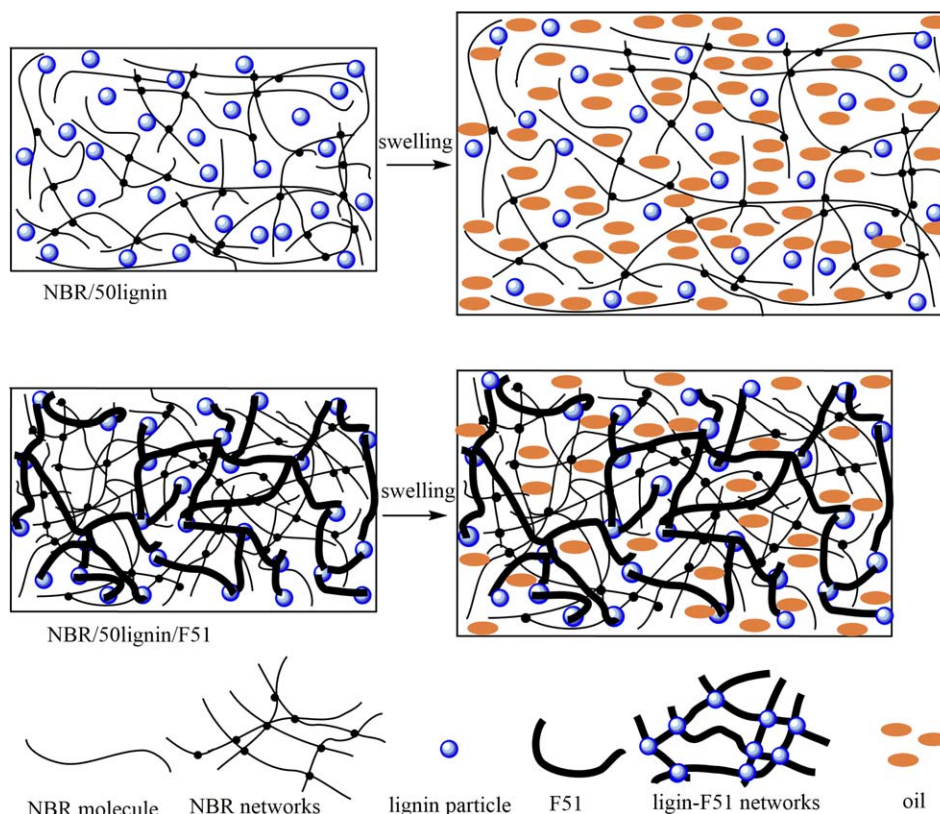 swelling
NBR/50lignin
swelling
NBR/50lignin/F51
NBR molecule
NBR networks
lignin particle
F51
ligin-F51 networks
oil